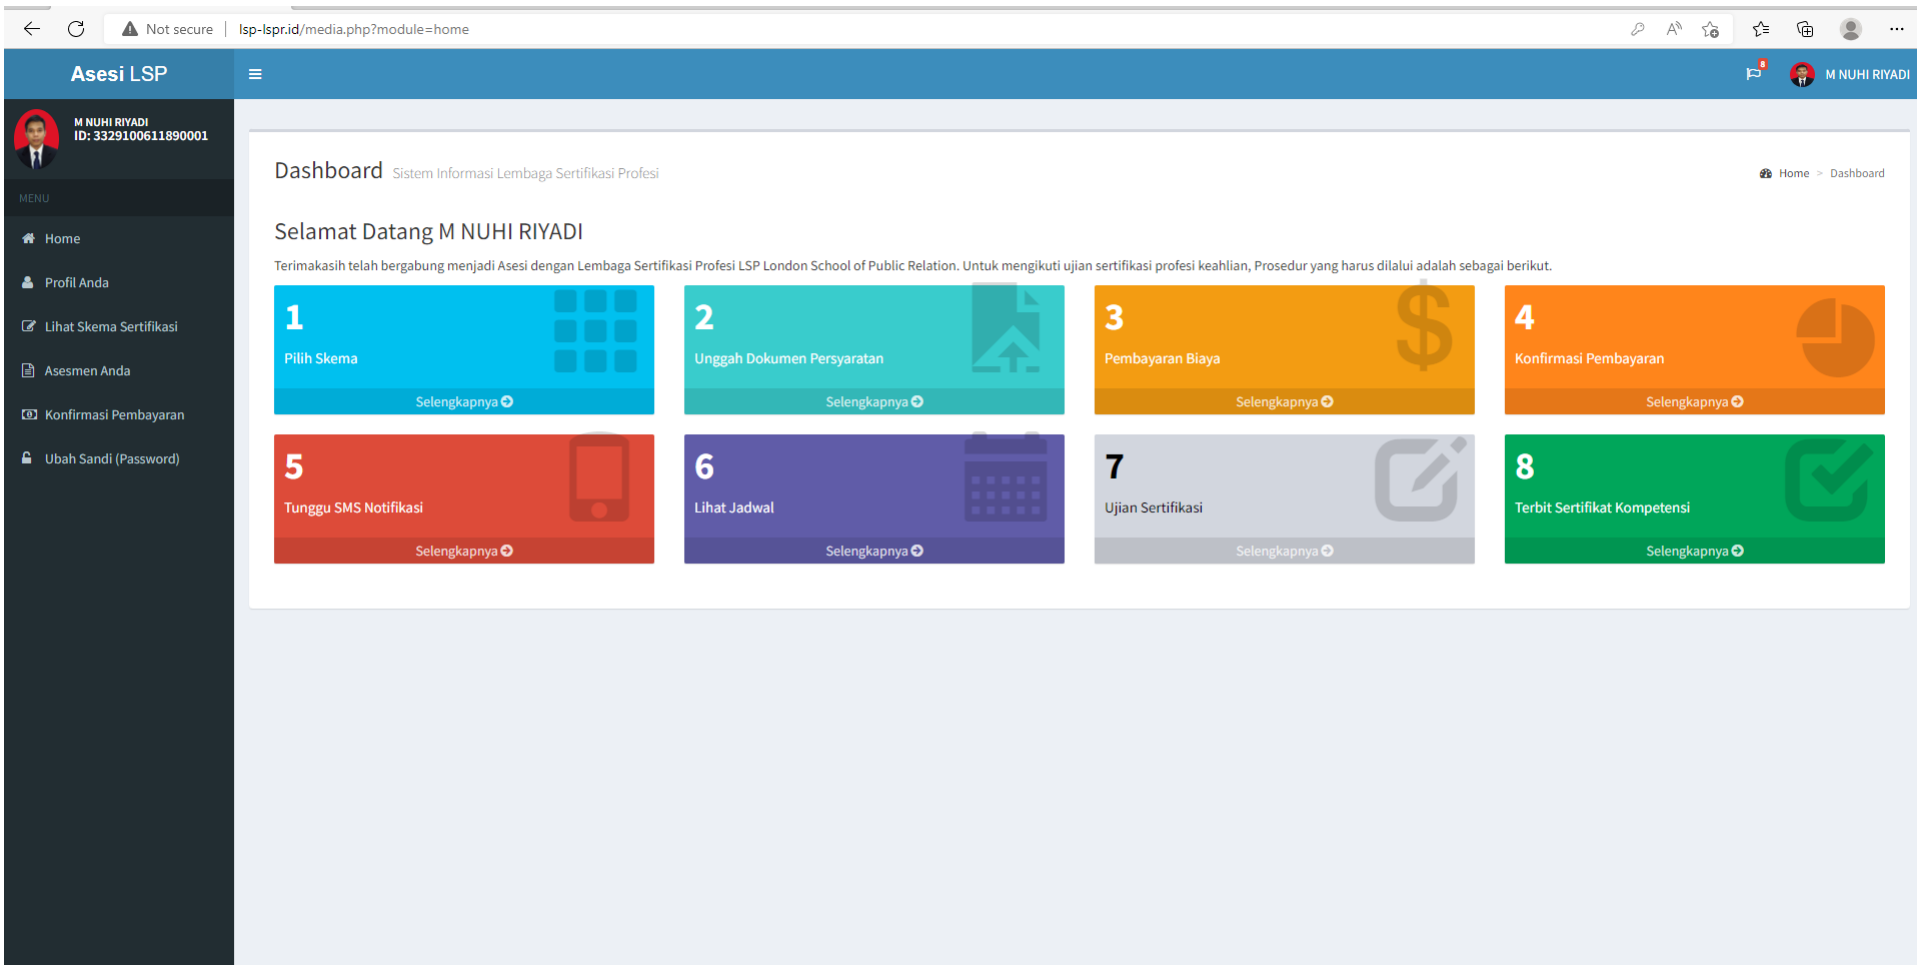 Not secure | lsp-lspr.id/media.php?module=home
Asesi LSP
8
M NUHI RIYADI
M NUHI RIYADI
ID: 3329100611890001
MENU
Home
Profil Anda
Lihat Skema Sertifikasi
Asesmen Anda
Konfirmasi Pembayaran
Ubah Sandi (Password)
Dashboard Sistem Informasi Lembaga Sertifikasi Profesi
Home > Dashboard
Selamat Datang M NUHI RIYADI
Terimakasih telah bergabung menjadi Asesi dengan Lembaga Sertifikasi Profesi LSP London School of Public Relation. Untuk mengikuti ujian sertifikasi profesi keahlian, Prosedur yang harus dilalui adalah sebagai berikut.
1
Pilih Skema
Selengkapnya
2
Unggah Dokumen Persyaratan
Selengkapnya
3
Pembayaran Biaya
Selengkapnya
4
Konfirmasi Pembayaran
Selengkapnya
5
Tunggu SMS Notifikasi
Selengkapnya
6
Lihat Jadwal
Selengkapnya
7
Ujian Sertifikasi
Selengkapnya
8
Terbit Sertifikat Kompetensi
Selengkapnya